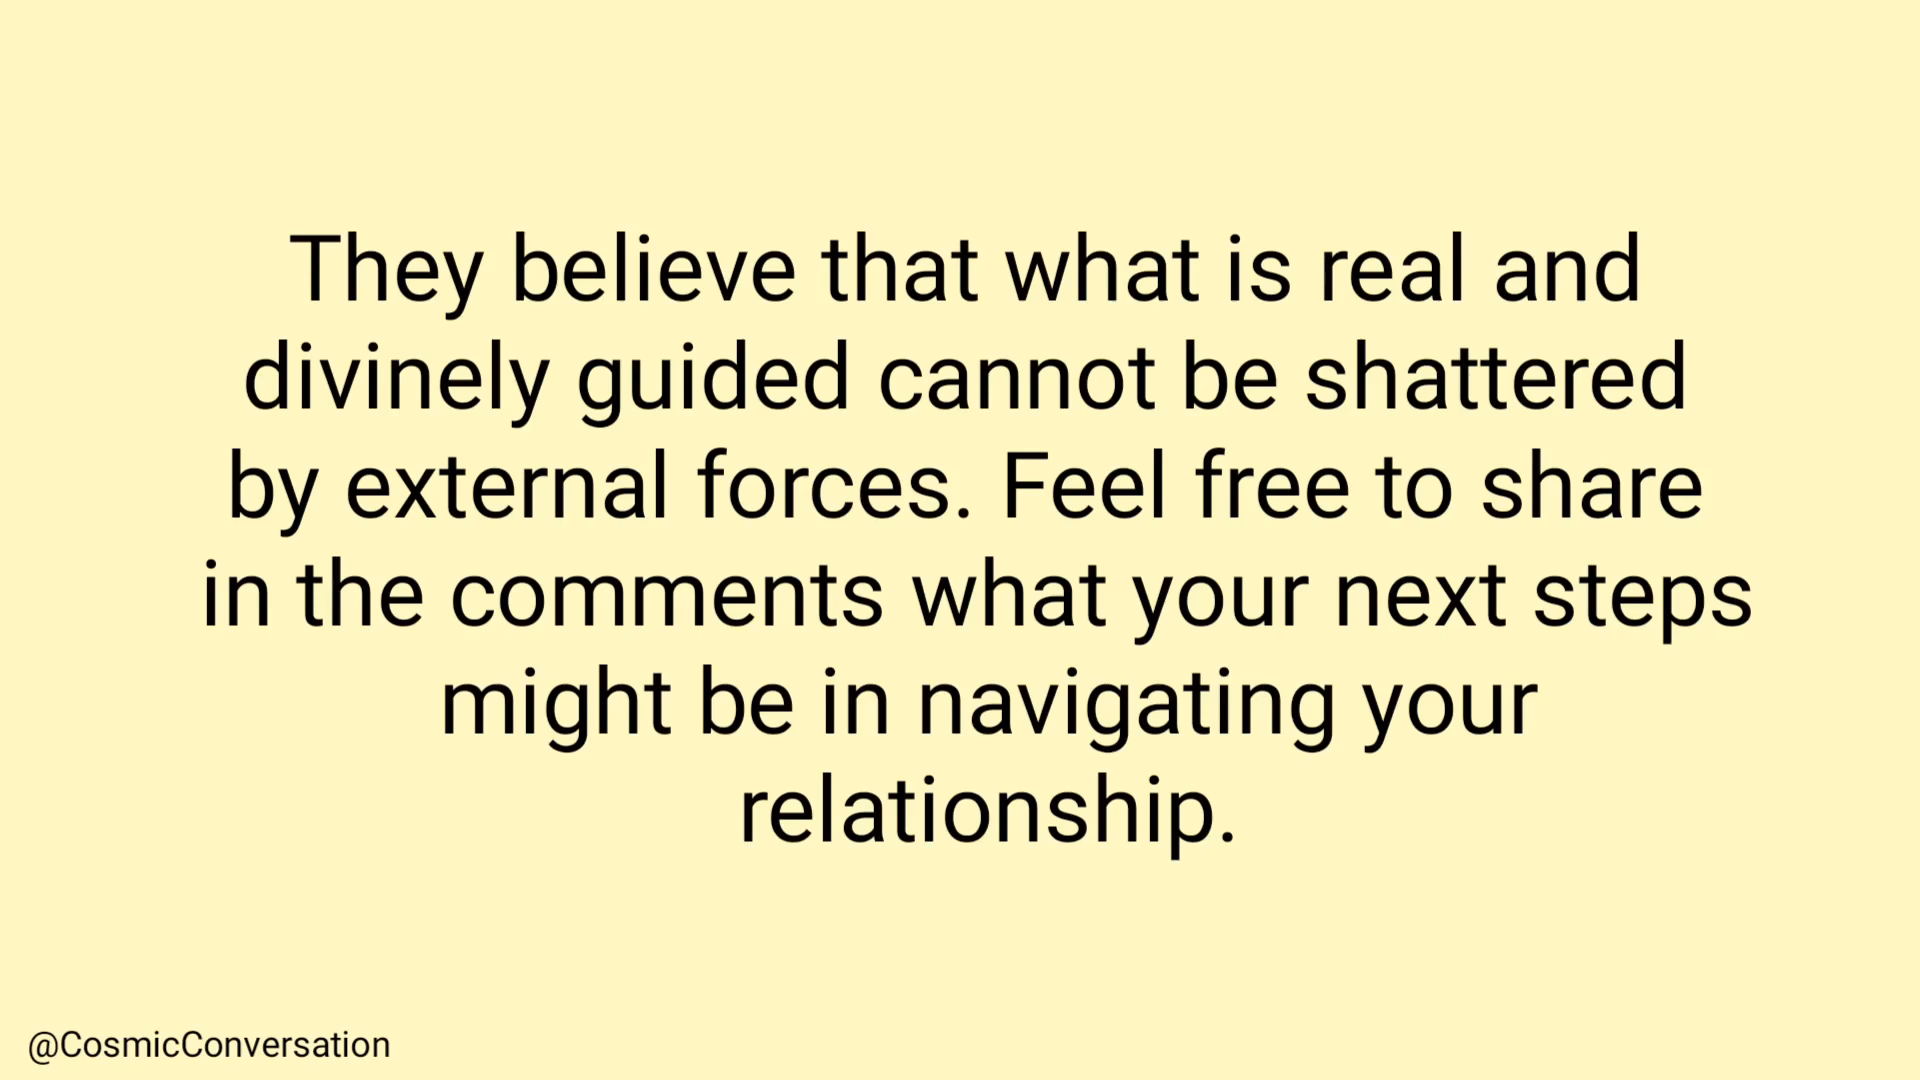 They believe that what is real and
divinely guided cannot be shattered
by external forces. Feel free to share
in the comments what your next steps
might be in navigating your
relationship.
@CosmicConversation